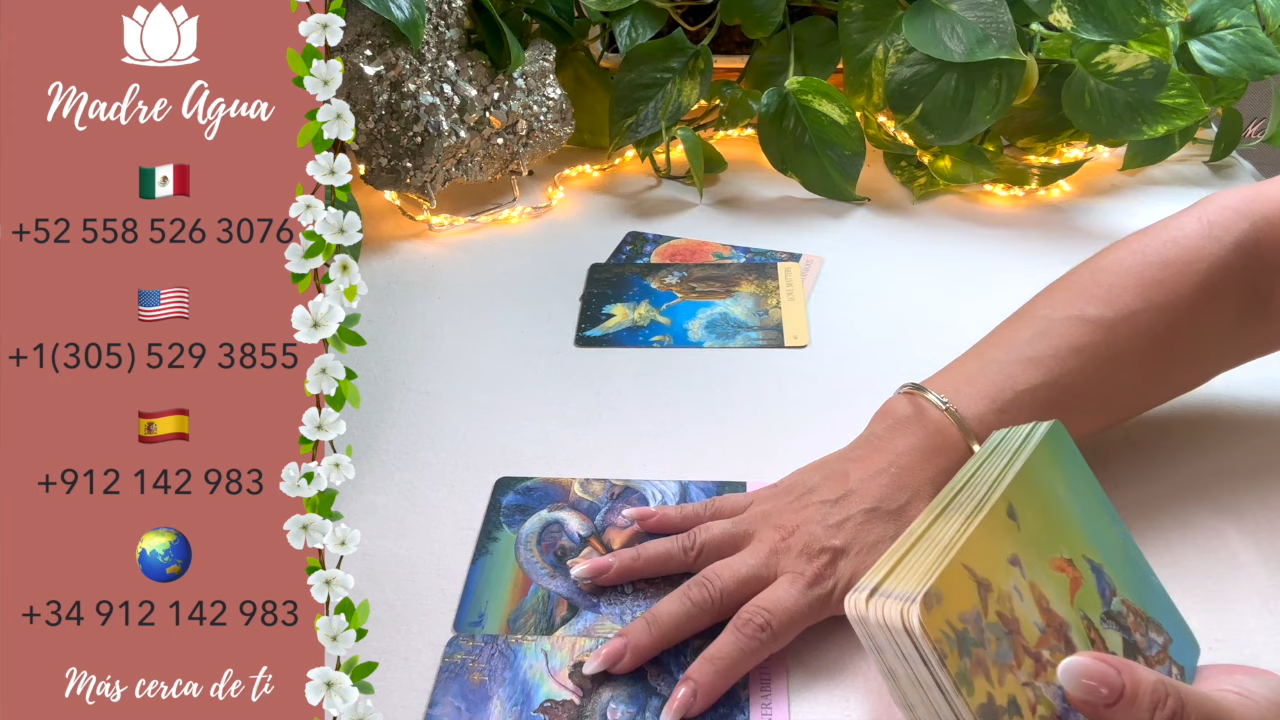 Madre Agua
+52 558 526 3076
+1(305) 529 3855
+912 142 983
+34 912 142 983
Más cerca de ti